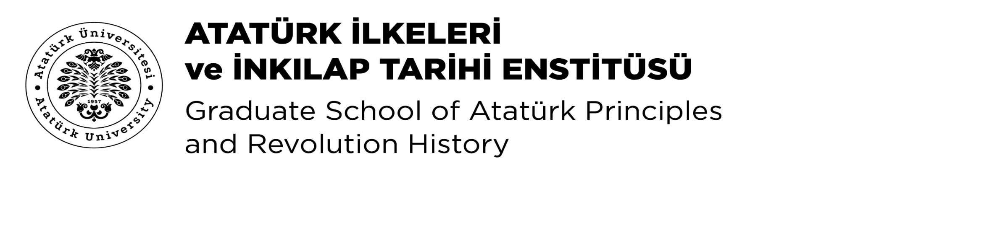 Atatürk Üniversitesi
1957
Atatürk University
ATATÜRK İLKELERİ
ve İNKILAP TARİHİ ENSTİTÜSÜ
Graduate School of Atatürk Principles
and Revolution History